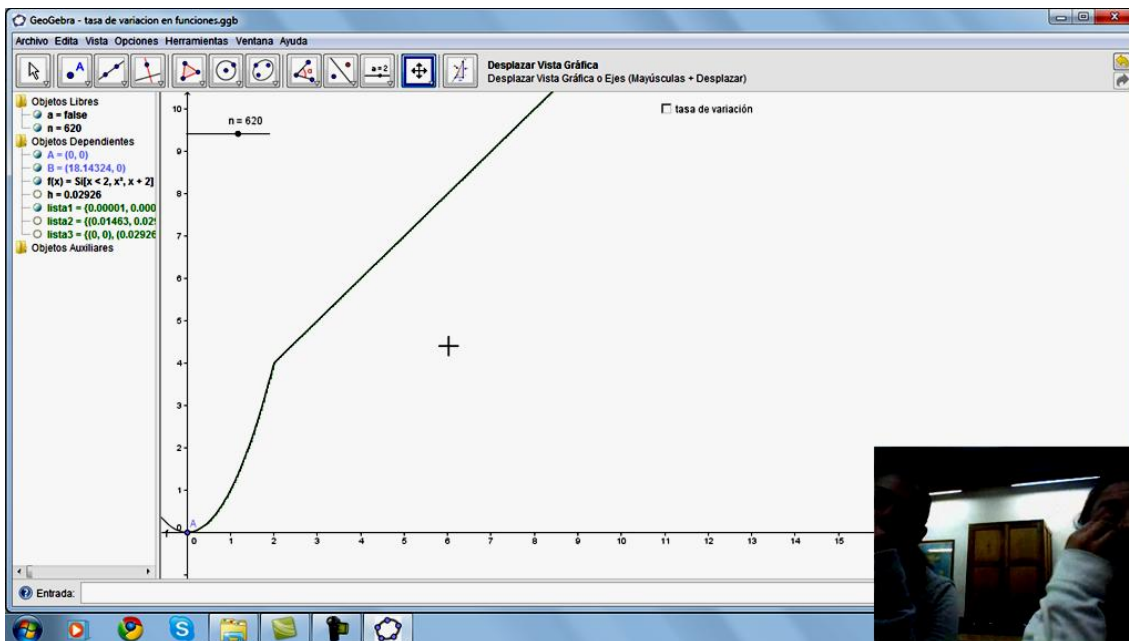 GeoGebra - tasa de variacion en funciones.ggb
Archivo Edita Vista Opciones Herramientas Ventana Ayuda
A
α
a=2
Desplazar Vista Gráfica
Desplazar Vista Gráfica o Ejes (Mayúsculas + Desplazar)
Objetos Libres
a = false
n = 620
Objetos Dependientes
A = (0, 0)
B = (18.14324, 0)
f(x) = Si[x < 2, x², x + 2]
h = 0.02926
lista1 = {0.00001, 0.000
lista2 = {(0.01463, 0.029
lista3 = {(0, 0), (0.02926
Objetos Auxiliares
n = 620
tasa de variación
10
9
8
7
6
5
4
3
2
1
0
A
0 1 2 3 4 5 6 7 8 9 10 11 12 13 14 15
Entrada: